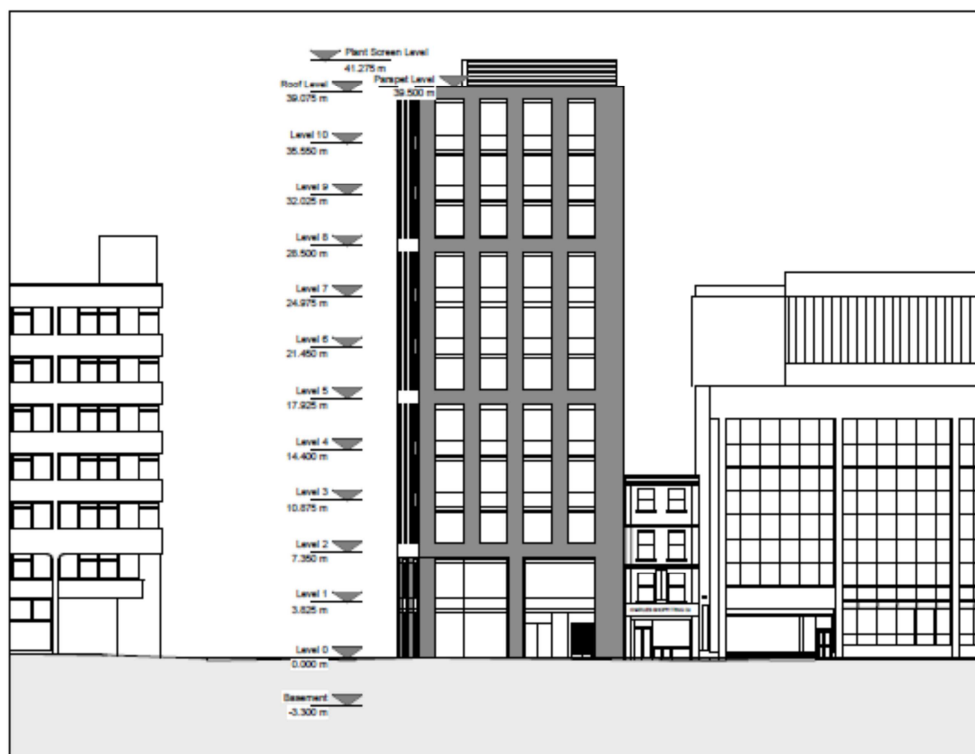 Plant Screen Level
41.275 m
Parapet Level
39.500 m
Roof Level
39.075 m
Level 10
35.550 m
Level 9
32.025 m
Level 8
28.500 m
Level 7
24.975 m
Level 6
21.450 m
Level 5
17.925 m
Level 4
14.400 m
Level 3
10.875 m
Level 2
7.350 m
Level 1
3.825 m
Level 0
0.000 m
Basement
-3.300 m